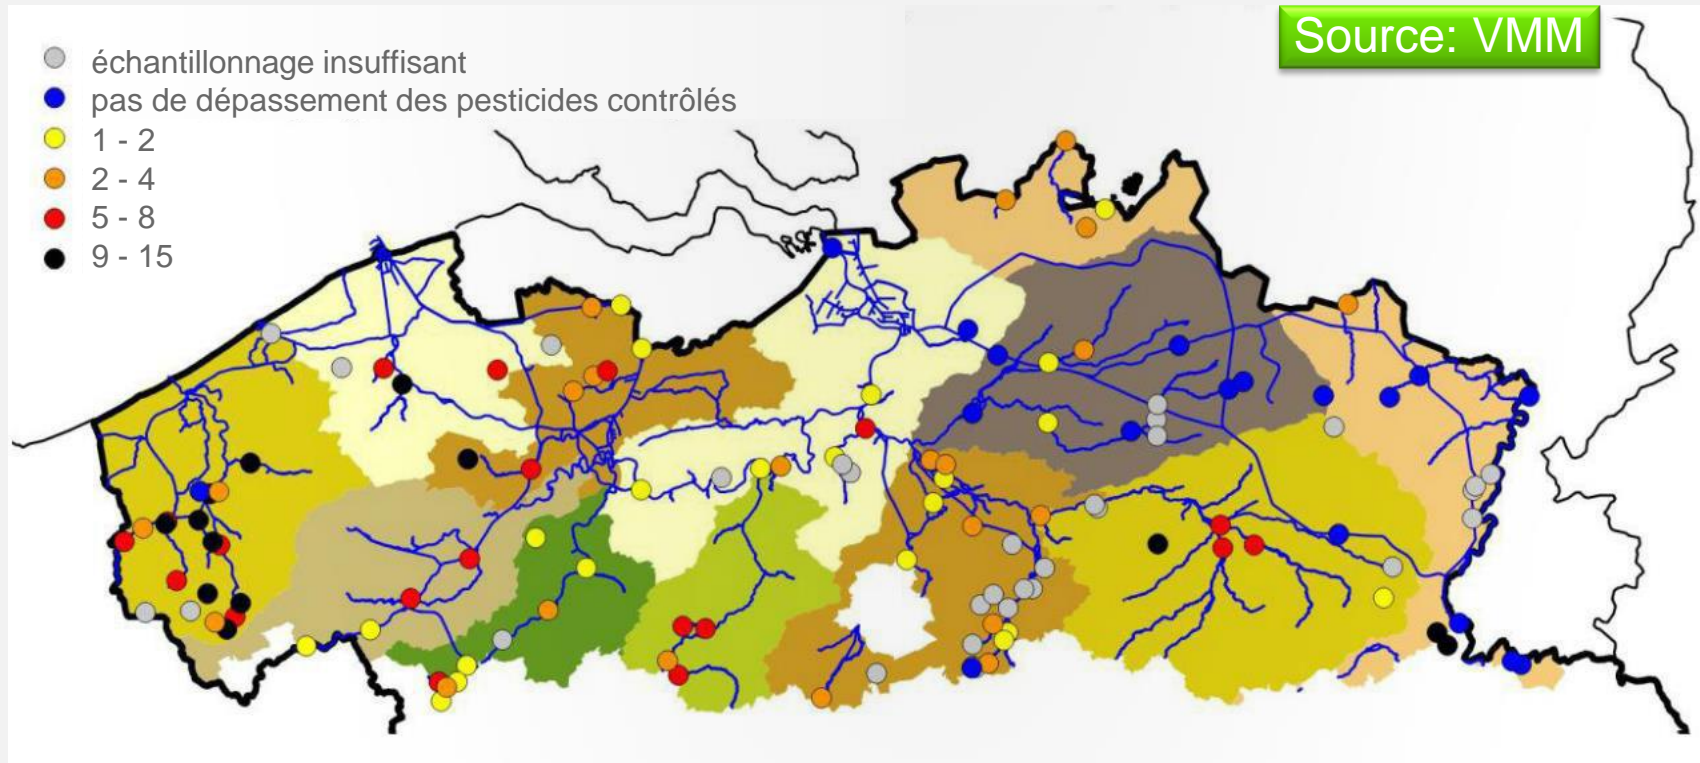 Source: VMM
échantillonnage insuffisant
pas de dépassement des pesticides contrôlés
1 - 2
2 - 4
5 - 8
9 - 15